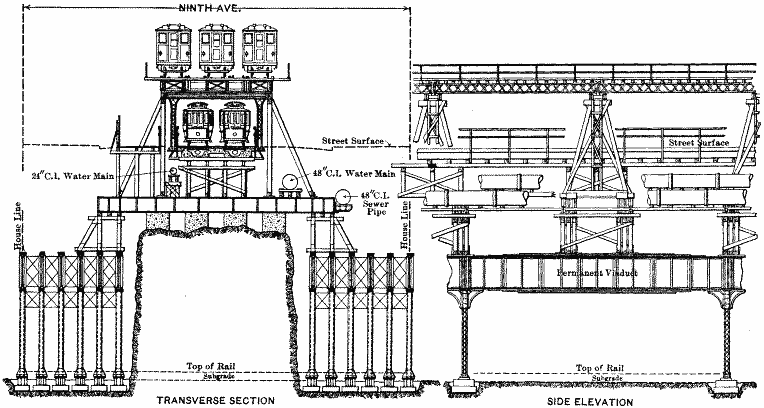 NINTH AVE.
Street Surface
Street Surface
24"C.I. Water Main
48"C.I. Water Main
48"C.I.
Sewer
Pipe
House Line
House Line
Permanent Viaduct
Top of Rail
Subgrade
Top of Rail
Subgrade
TRANSVERSE SECTION
SIDE ELEVATION